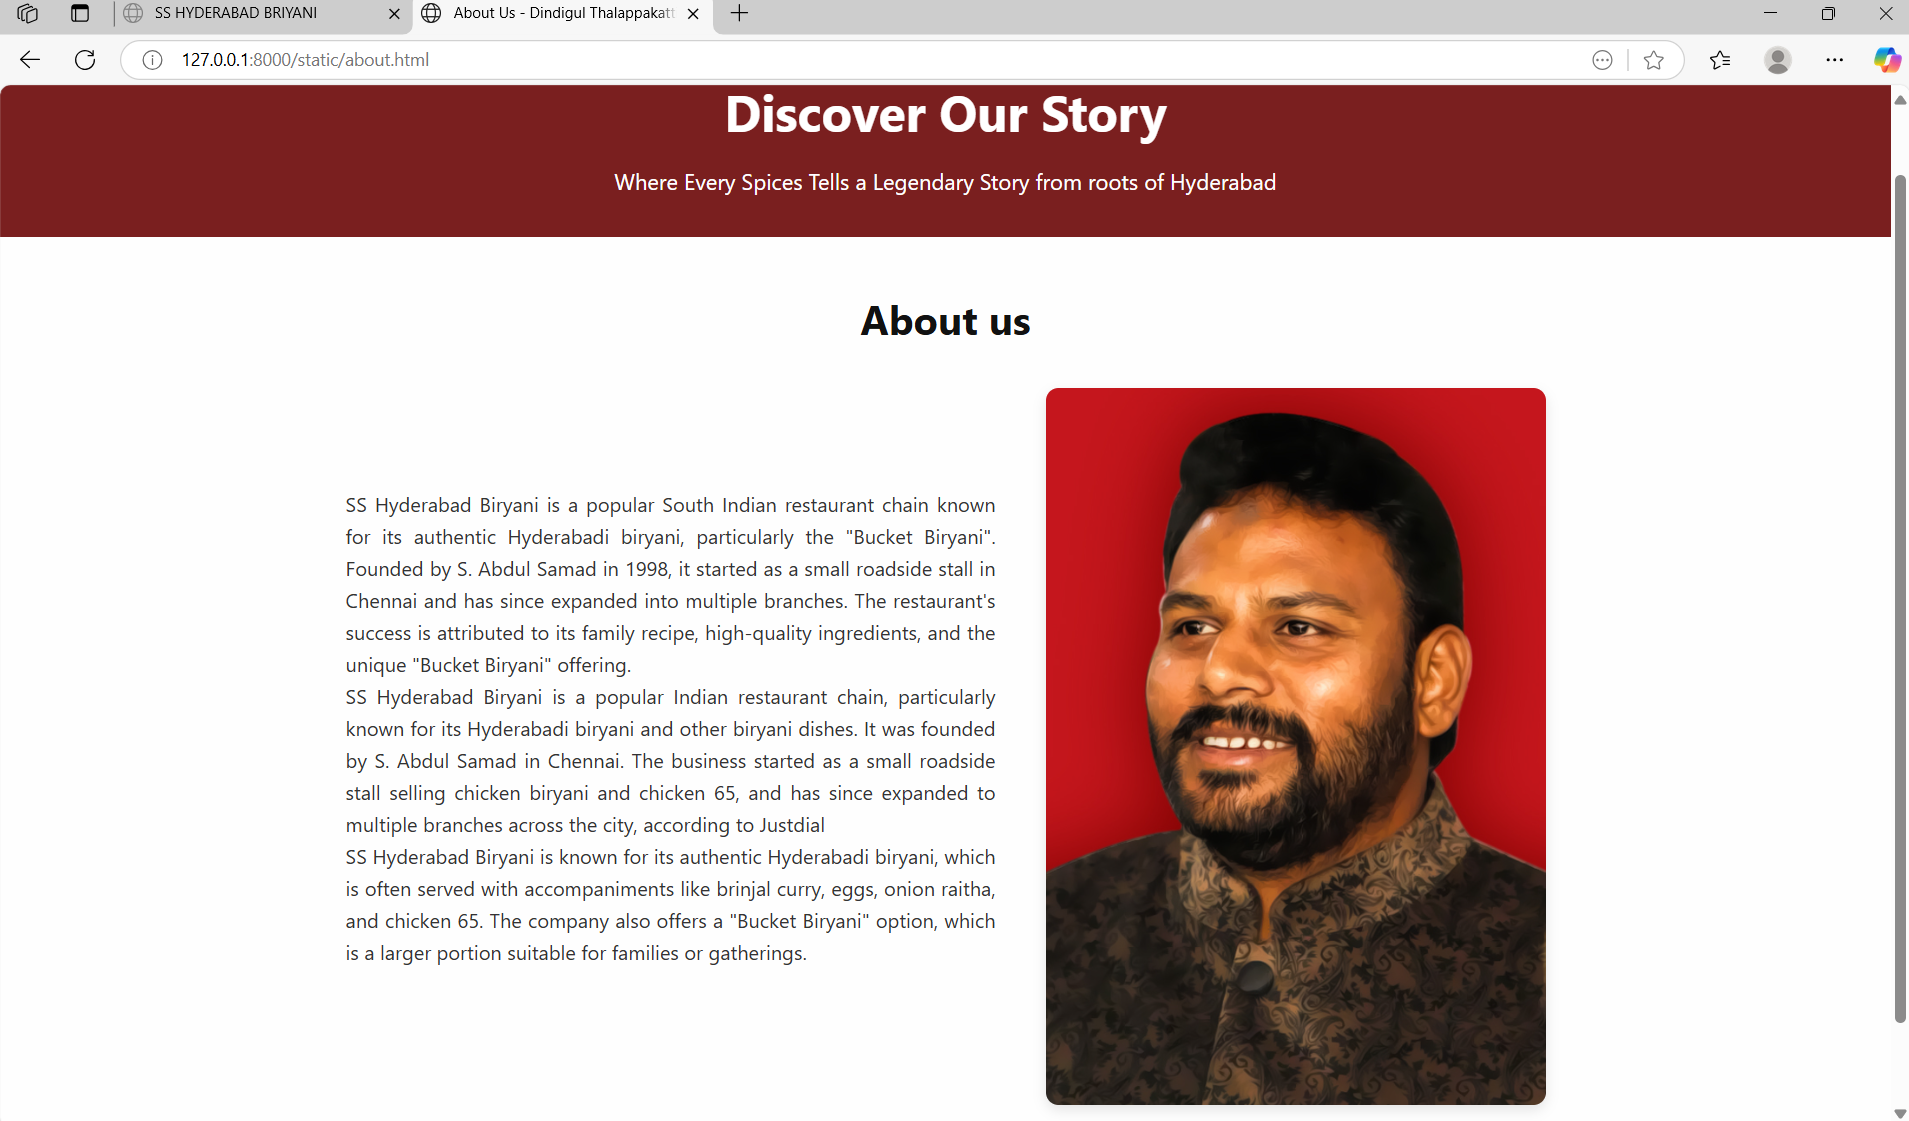 SS HYDERABAD BRIYANI
About Us - Dindigul Thalappakatt
127.0.0.1:8000/static/about.html
Discover Our Story
Where Every Spices Tells a Legendary Story from roots of Hyderabad
About us
SS Hyderabad Biryani is a popular South Indian restaurant chain known
for its authentic Hyderabadi biryani, particularly the "Bucket Biryani".
Founded by S. Abdul Samad in 1998, it started as a small roadside stall in
Chennai and has since expanded into multiple branches. The restaurant's
success is attributed to its family recipe, high-quality ingredients, and the
unique "Bucket Biryani" offering.
SS Hyderabad Biryani is a popular Indian restaurant chain, particularly
known for its Hyderabadi biryani and other biryani dishes. It was founded
by S. Abdul Samad in Chennai. The business started as a small roadside
stall selling chicken biryani and chicken 65, and has since expanded to
multiple branches across the city, according to Justdial
SS Hyderabad Biryani is known for its authentic Hyderabadi biryani, which
is often served with accompaniments like brinjal curry, eggs, onion raitha,
and chicken 65. The company also offers a "Bucket Biryani" option, which
is a larger portion suitable for families or gatherings.